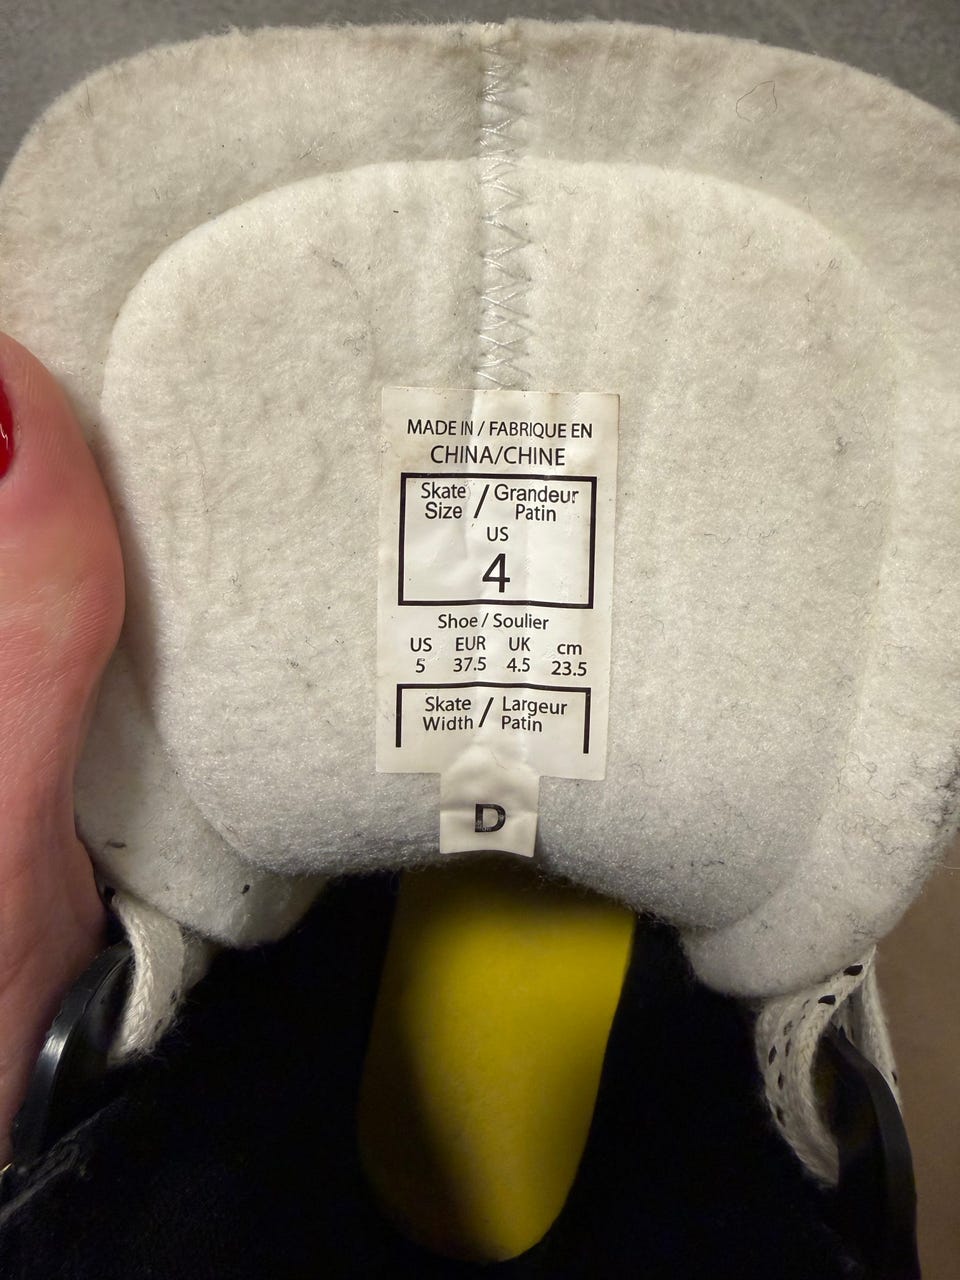 MADE IN / FABRIQUE EN
CHINA/CHINE
Skate Size / Grandeur Patin
US
4
Shoe / Soulier
US EUR UK cm
5 37.5 4.5 23.5
Skate Width / Largeur Patin
D